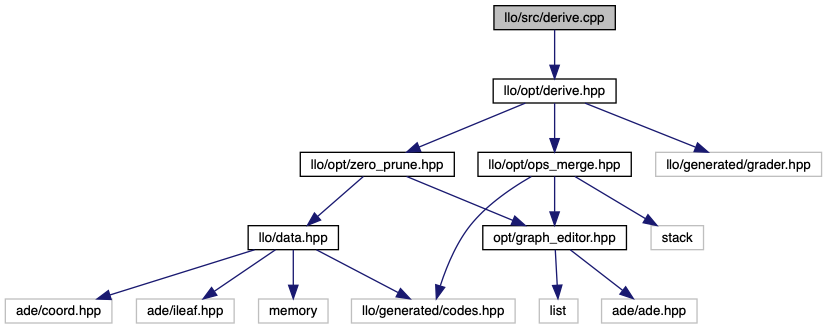 llo/src/derive.cpp
llo/opt/derive.hpp
llo/opt/zero_prune.hpp
llo/opt/ops_merge.hpp
llo/generated/grader.hpp
llo/data.hpp
opt/graph_editor.hpp
stack
ade/coord.hpp
ade/ileaf.hpp
memory
llo/generated/codes.hpp
list
ade/ade.hpp